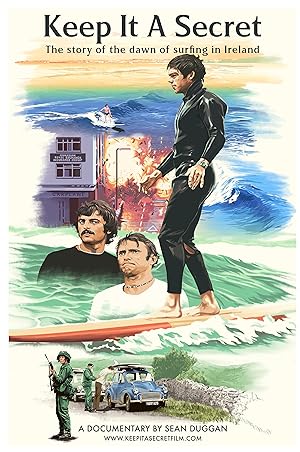 Keep It A Secret
The story of the dawn of surfing in Ireland
A DOCUMENTARY BY SEAN DUGGAN
WWW.KEEPITASECRETFILM.COM